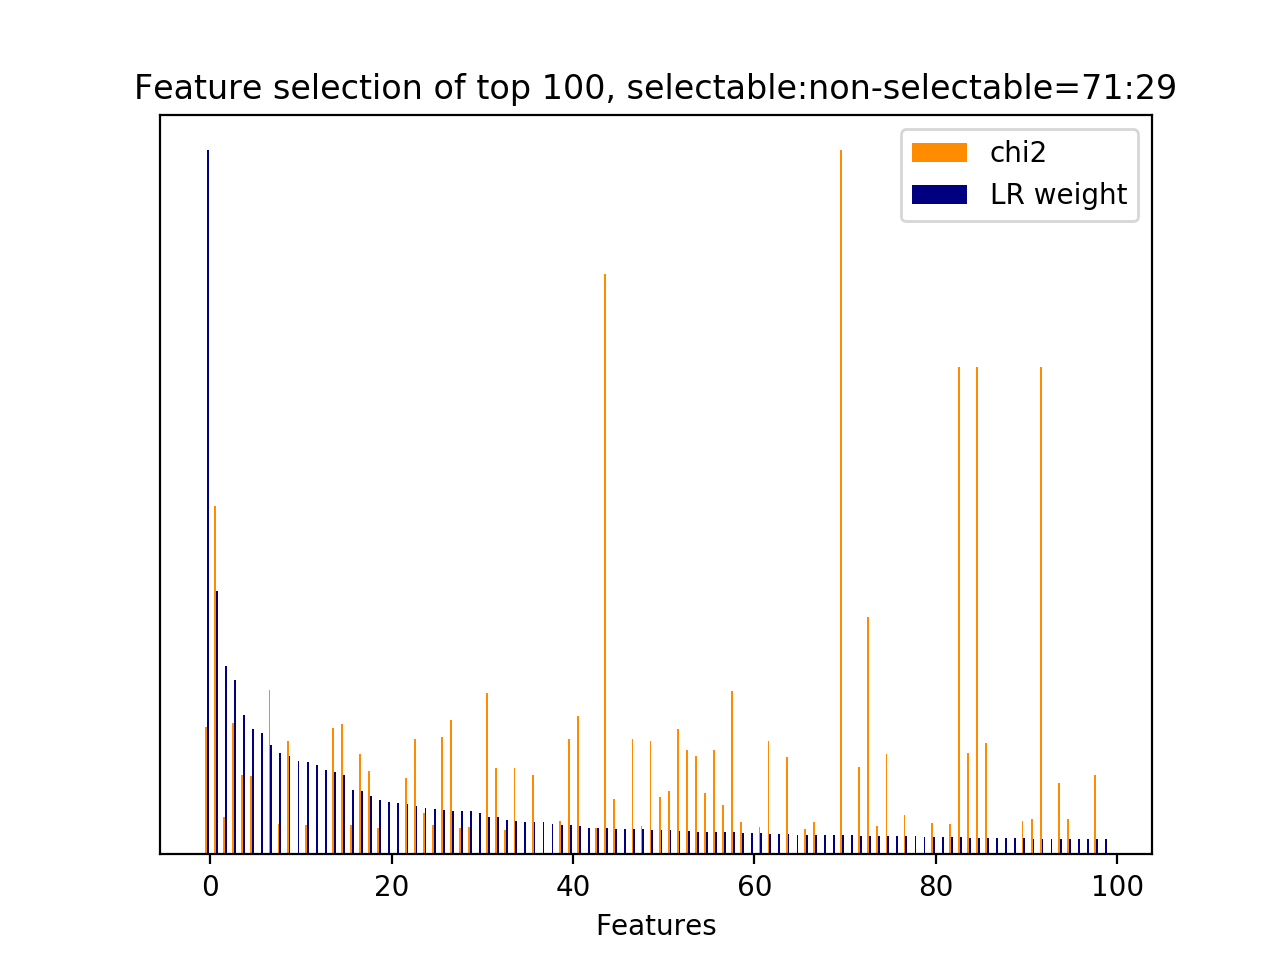 Feature selection of top 100, selectable:non-selectable=71:29
chi2
LR weight
0 20 40 60 80 100
Features